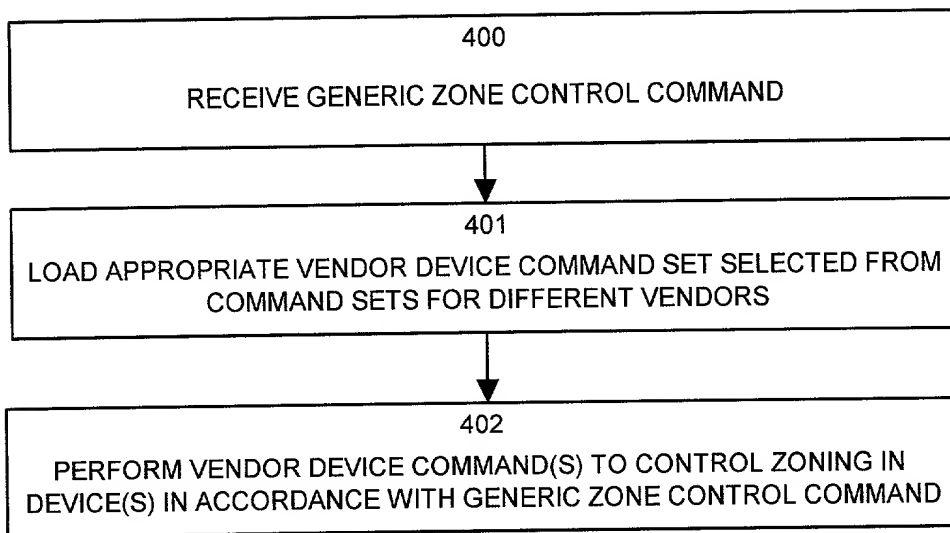 400
RECEIVE GENERIC ZONE CONTROL COMMAND
401
LOAD APPROPRIATE VENDOR DEVICE COMMAND SET SELECTED FROM
COMMAND SETS FOR DIFFERENT VENDORS
402
PERFORM VENDOR DEVICE COMMAND(S) TO CONTROL ZONING IN
DEVICE(S) IN ACCORDANCE WITH GENERIC ZONE CONTROL COMMAND